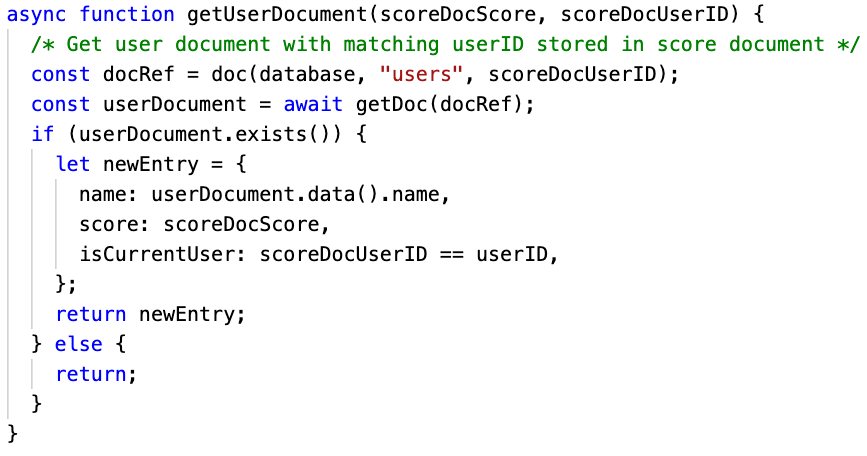 async function getUserDocument(scoreDocScore, scoreDocUserID) {
  /* Get user document with matching userID stored in score document */
  const docRef = doc(database, "users", scoreDocUserID);
  const userDocument = await getDoc(docRef);
  if (userDocument.exists()) {
    let newEntry = {
      name: userDocument.data().name,
      score: scoreDocScore,
      isCurrentUser: scoreDocUserID == userID,
    };
    return newEntry;
  } else {
    return;
  }
}